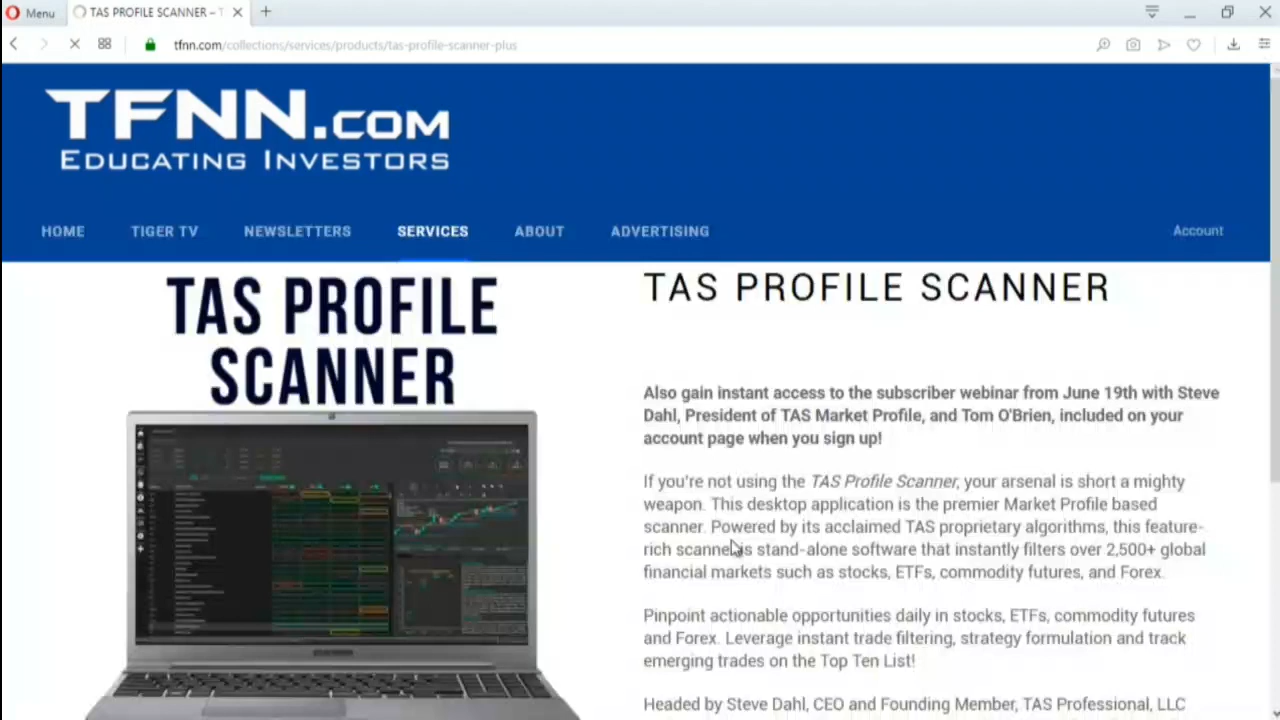 Menu
TAS PROFILE SCANNER – T
tfnn.com/collections/services/products/tas-profile-scanner-plus
TFNN.COM
EDUCATING INVESTORS
HOME TIGER TV NEWSLETTERS SERVICES ABOUT ADVERTISING Account
TAS PROFILE
SCANNER
TAS PROFILE SCANNER
Also gain instant access to the subscriber webinar from June 19th with Steve
Dahl, President of TAS Market Profile, and Tom O'Brien, included on your
account page when you sign up!
If you're not using the TAS Profile Scanner, your arsenal is short a mighty
weapon. This desktop application is the premier Market Profile based
scanner. Powered by its acclaimed TAS proprietary algorithms, this feature-
rich scanner is stand-alone software that instantly filters over 2,500+ global
financial markets such as stocks, ETFs, commodity futures, and Forex.
Pinpoint actionable opportunities daily in stocks, ETFs, commodity futures
and Forex. Leverage instant trade filtering, strategy formulation and track
emerging trades on the Top Ten List!
Headed by Steve Dahl, CEO and Founding Member, TAS Professional, LLC